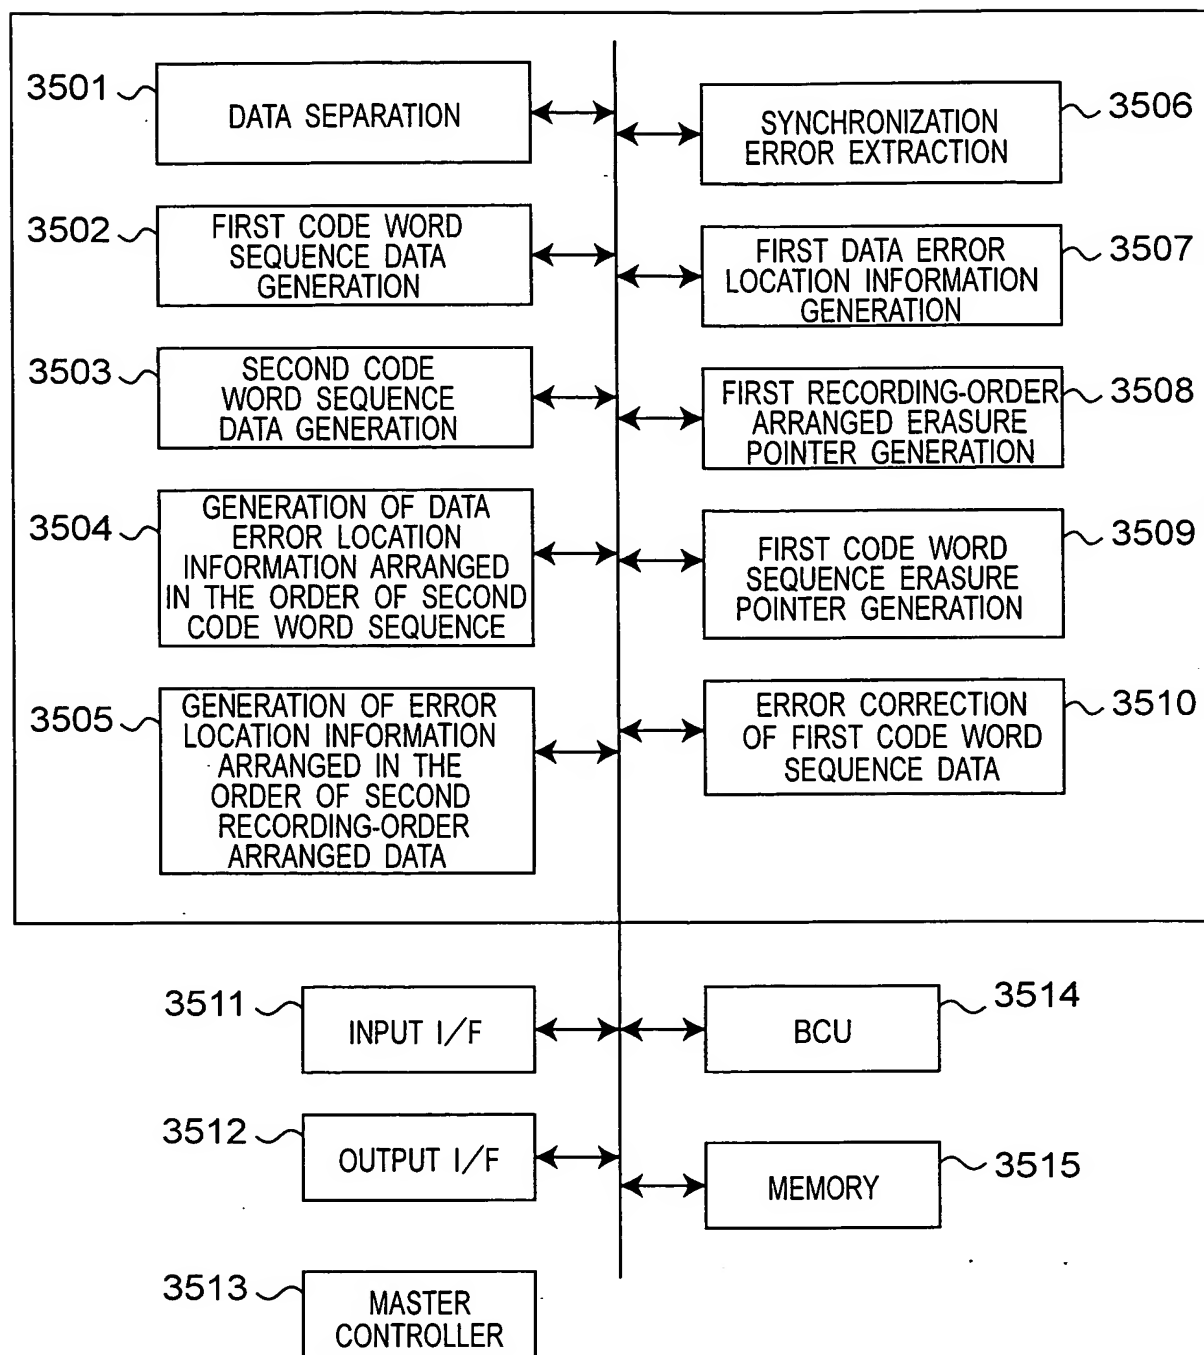 3501
DATA SEPARATION
3502
FIRST CODE WORD
SEQUENCE DATA
GENERATION
3503
SECOND CODE
WORD SEQUENCE
DATA GENERATION
3504
GENERATION OF DATA
ERROR LOCATION
INFORMATION ARRANGED
IN THE ORDER OF SECOND
CODE WORD SEQUENCE
3505
GENERATION OF ERROR
LOCATION INFORMATION
ARRANGED IN THE
ORDER OF SECOND
RECORDING-ORDER
ARRANGED DATA
3506
SYNCHRONIZATION
ERROR EXTRACTION
3507
FIRST DATA ERROR
LOCATION INFORMATION
GENERATION
3508
FIRST RECORDING-ORDER
ARRANGED ERASURE
POINTER GENERATION
3509
FIRST CODE WORD
SEQUENCE ERASURE
POINTER GENERATION
3510
ERROR CORRECTION
OF FIRST CODE WORD
SEQUENCE DATA
3511
INPUT I/F
3512
OUTPUT I/F
3513
MASTER
CONTROLLER
3514
BCU
3515
MEMORY